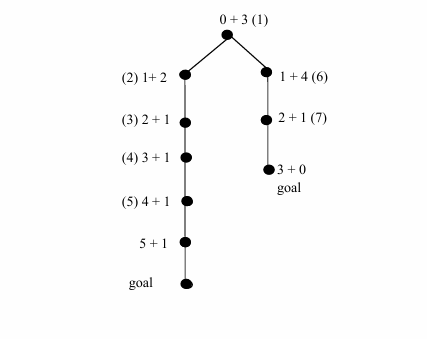 0 + 3 (1)
(2) 1+ 2
1 + 4 (6)
(3) 2 + 1
2 + 1 (7)
(4) 3 + 1
3 + 0
goal
(5) 4 + 1
5 + 1
goal